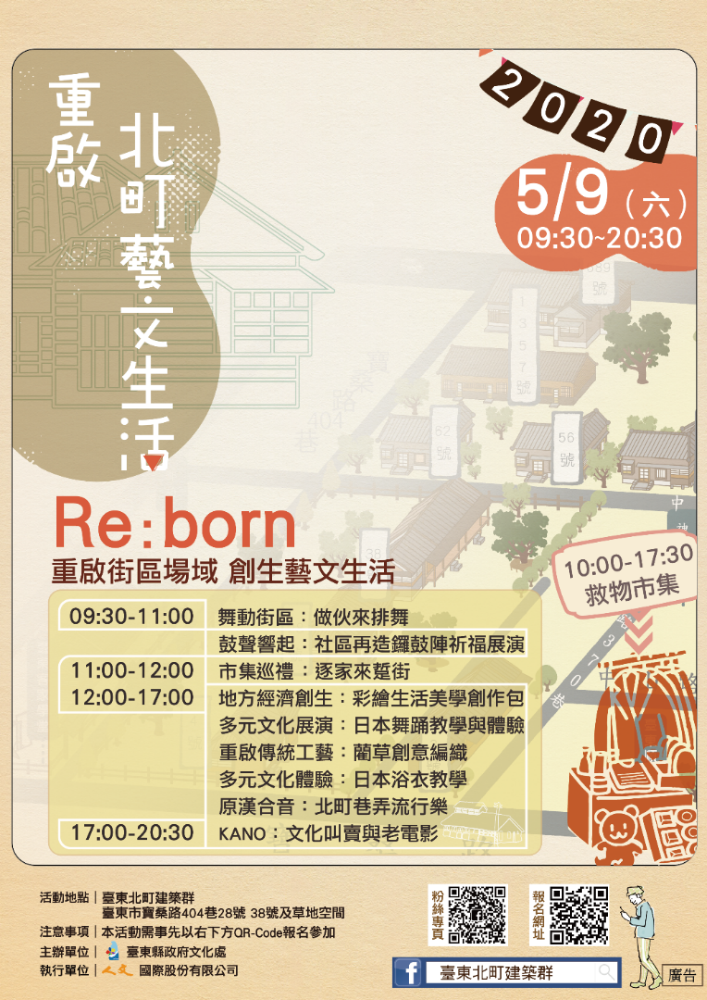 重啟
北町藝文生活
2020
5/9（六）
09:30~20:30
589
號
1
3
5
7
號
寶
桑
路
404
巷
62
號
56
號
38
中
Re:born
重啟街區場域 創生藝文生活
10:00-17:30
救物市集
路
370
巷
中
路
09:30-11:00 舞動街區：做伙來排舞
鼓聲響起：社區再造鑼鼓陣祈福展演
11:00-12:00 市集巡禮：逐家來踅街
12:00-17:00 地方經濟創生：彩繪生活美學創作包
多元文化展演：日本舞踊教學與體驗
重啟傳統工藝：藺草創意編織
多元文化體驗：日本浴衣教學
原漢合音：北町巷弄流行樂
17:00-20:30 KANO：文化叫賣與老電影
活動地點｜臺東北町建築群
臺東市寶桑路404巷28號 38號及草地空間
注意事項｜本活動需事先以右下方QR-Code報名參加
主辦單位｜臺東縣政府文化處
執行單位｜人文 國際股份有限公司
粉絲專頁
報名網址
f 臺東北町建築群
廣告